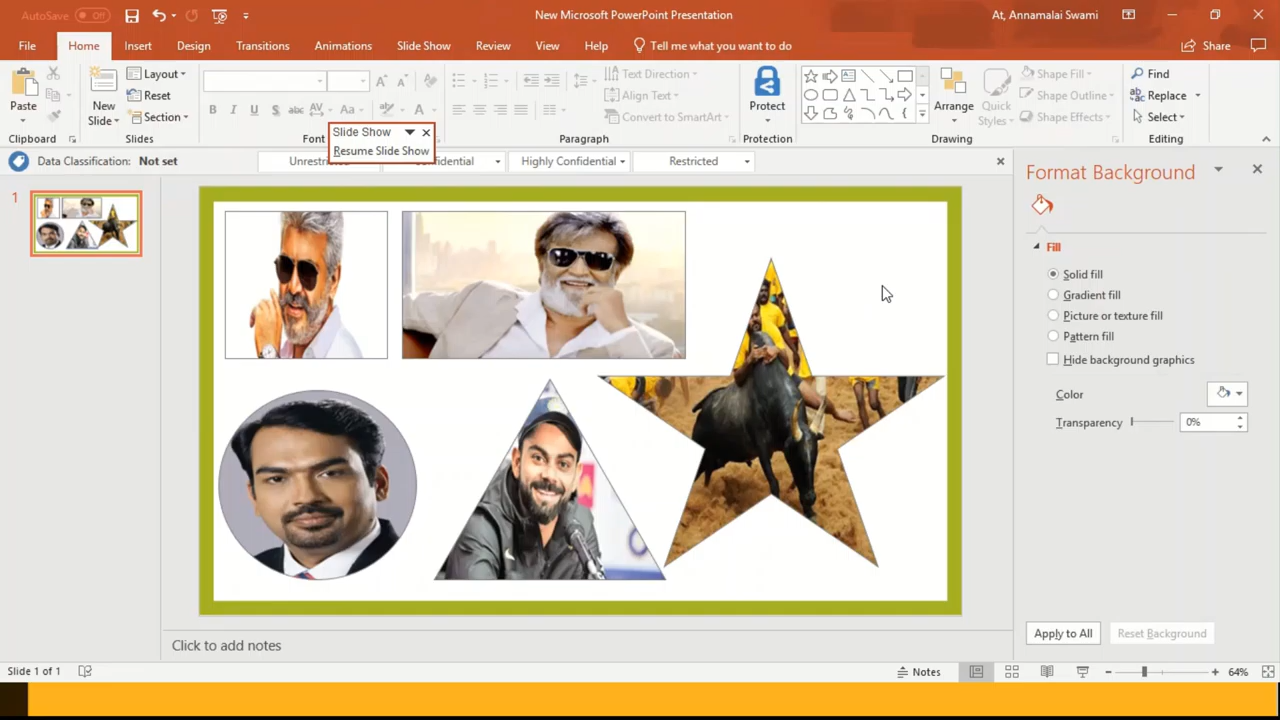 AutoSave Off New Microsoft PowerPoint Presentation At, Annamalai Swami
File Home Insert Design Transitions Animations Slide Show Review View Help Tell me what you want to do Share
Paste
Clipboard
New
Slide
Layout
Reset
Section
Slides
B I U S abc AV Aa A
Font
Slide Show
Resume Slide Show
Text Direction
Align Text
Convert to SmartArt
Paragraph
Protect
Protection
Arrange
Quick
Styles
Shape Fill
Shape Outline
Shape Effects
Drawing
Find
Replace
Select
Editing
Data Classification: Not set Highly Confidential Restricted
1
Format Background
Fill
Solid fill
Gradient fill
Picture or texture fill
Pattern fill
Hide background graphics
Color
Transparency 0%
Apply to All Reset Background
Click to add notes
Slide 1 of 1 Notes 64%